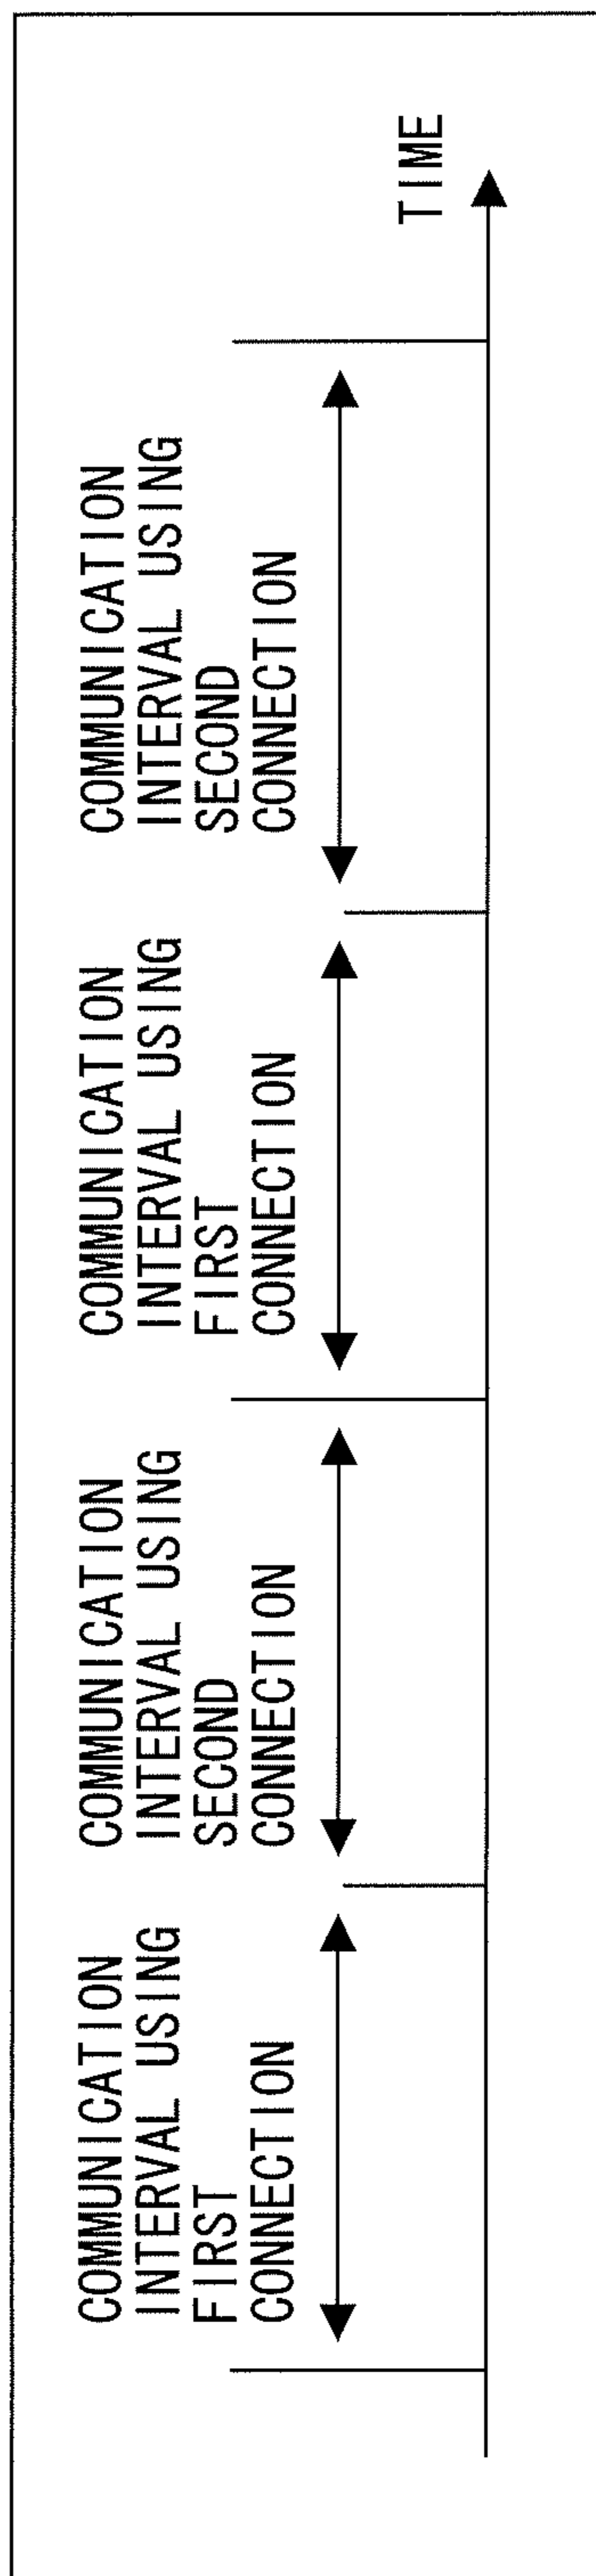 COMMUNICATION
INTERVAL USING
FIRST
CONNECTION
COMMUNICATION
INTERVAL USING
SECOND
CONNECTION
COMMUNICATION
INTERVAL USING
FIRST
CONNECTION
COMMUNICATION
INTERVAL USING
SECOND
CONNECTION
TIME